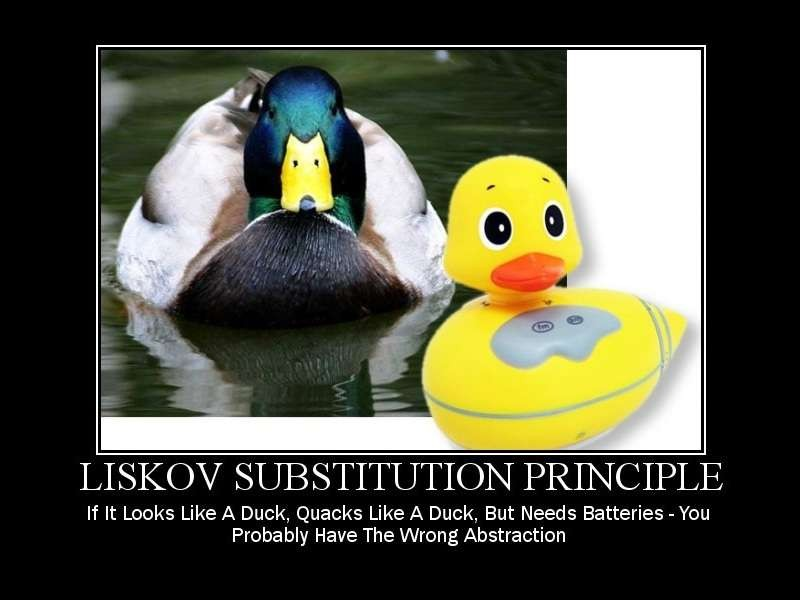 LISKOV SUBSTITUTION PRINCIPLE
If It Looks Like A Duck, Quacks Like A Duck, But Needs Batteries - You
Probably Have The Wrong Abstraction